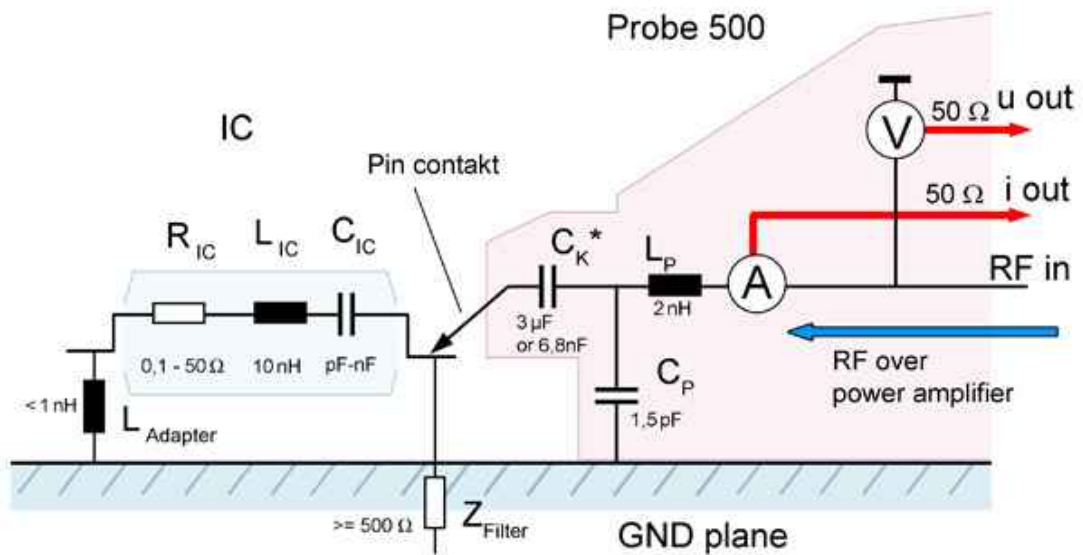 Probe 500
IC
50 Ω
u out
Pin contakt
50 Ω
i out
R IC
L IC
C IC
C K *
L P
RF in
A
V
3 µF
or 6,8nF
2 nH
0,1 - 50 Ω
10 nH
pF-nF
RF over
power amplifier
C P
1,5 pF
< 1 nH
L Adapter
>= 500 Ω
Z Filter
GND plane